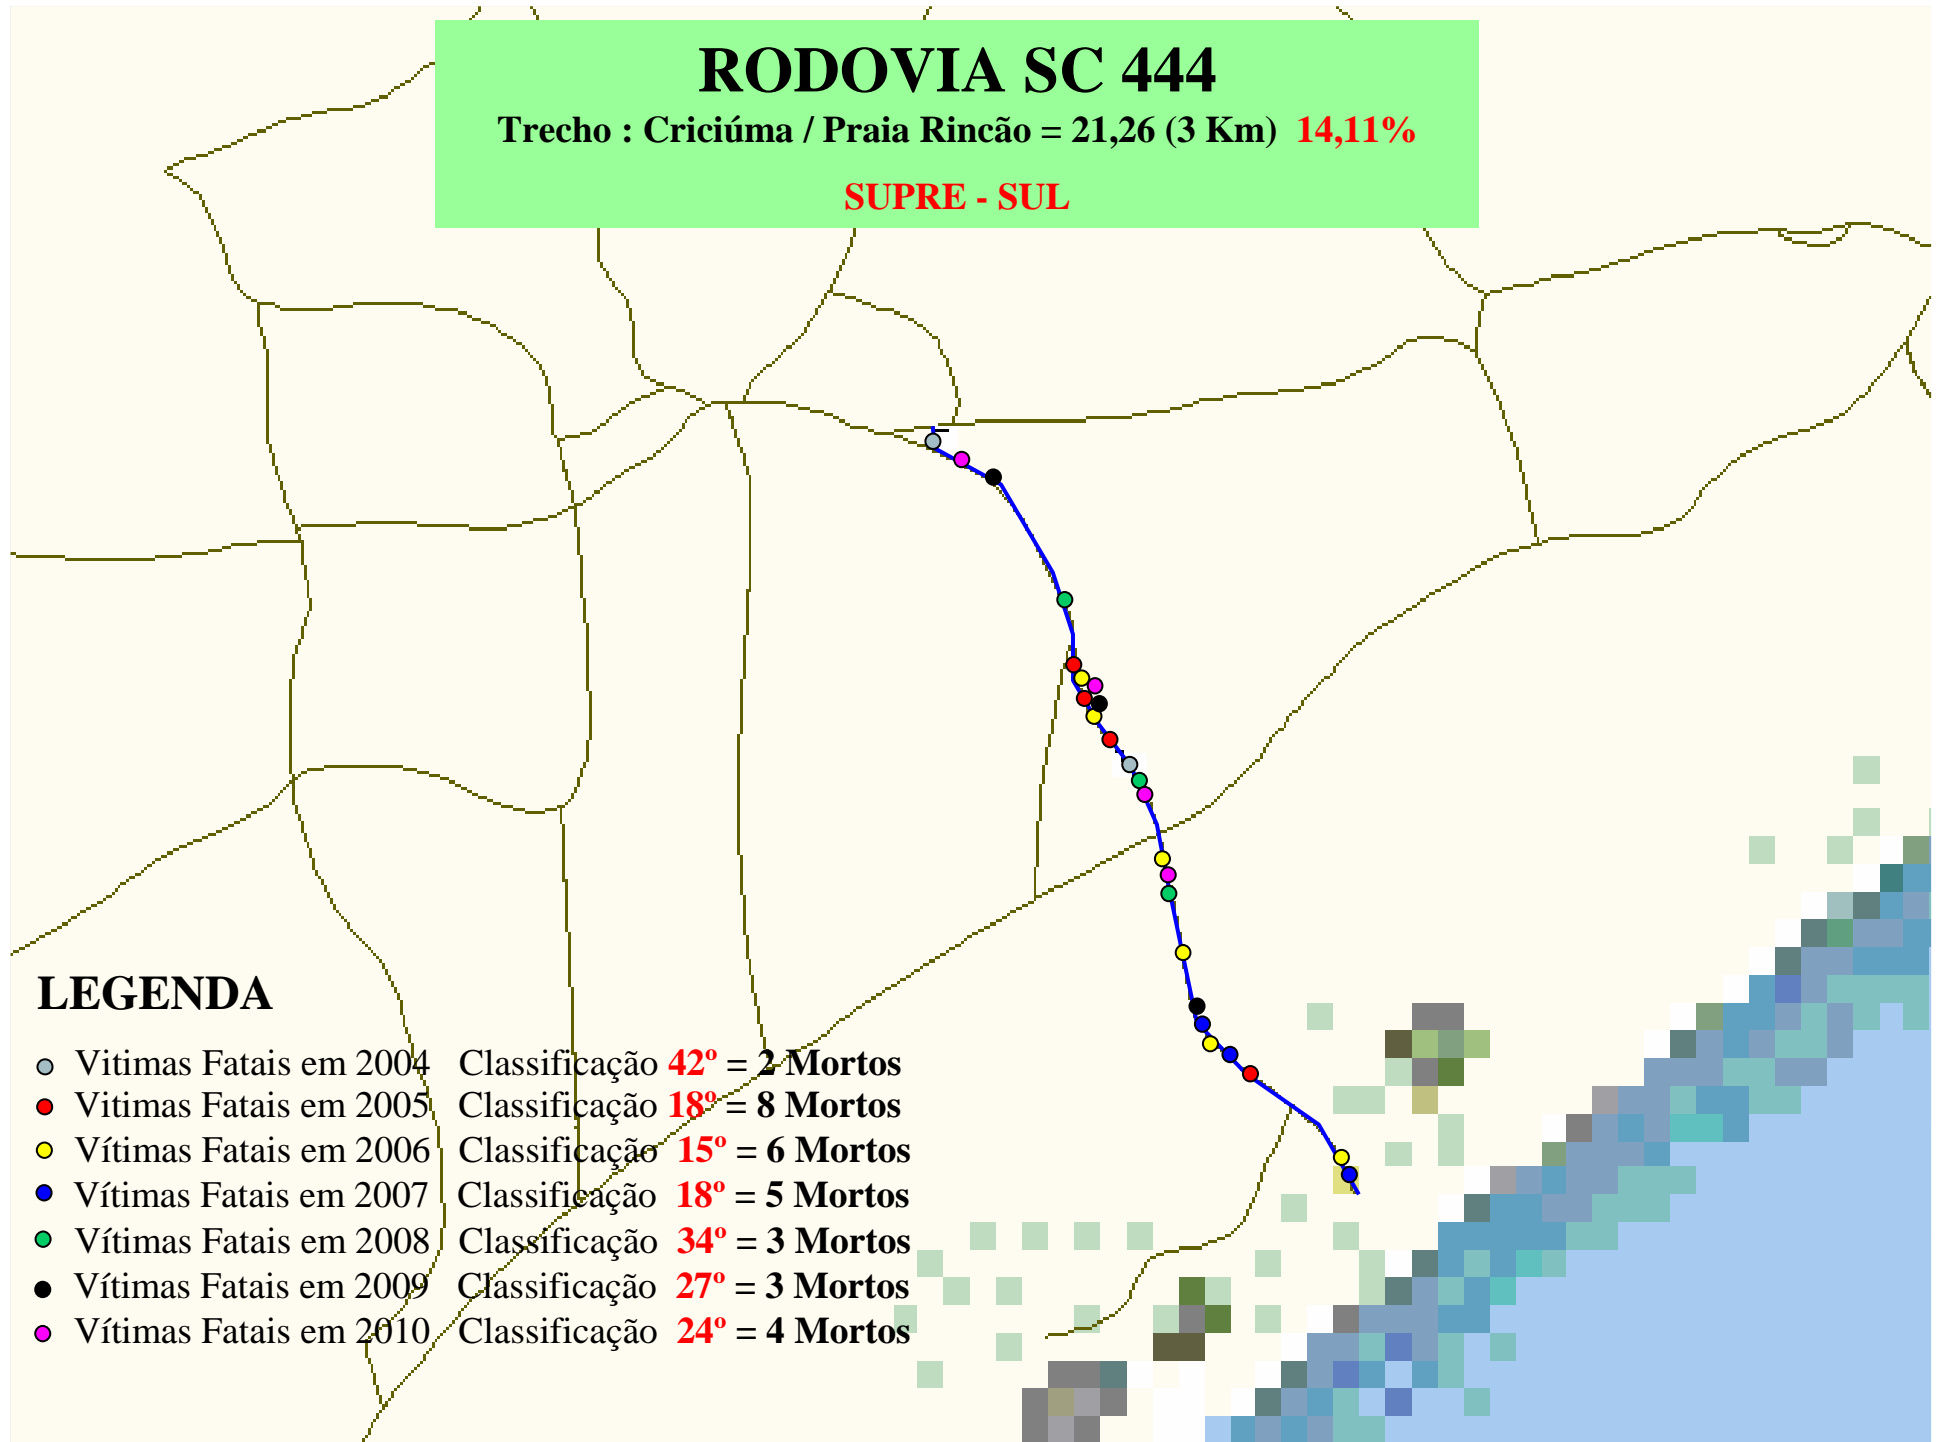 RODOVIA SC 444
Trecho : Criciúma / Praia Rincão = 21,26 (3 Km) 14,11%
SUPRE - SUL
LEGENDA
Vitimas Fatais em 2004 Classificação 42º = 2 Mortos
Vitimas Fatais em 2005 Classificação 18º = 8 Mortos
Vítimas Fatais em 2006 Classificação 15º = 6 Mortos
Vítimas Fatais em 2007 Classificação 18º = 5 Mortos
Vítimas Fatais em 2008 Classificação 34º = 3 Mortos
Vítimas Fatais em 2009 Classificação 27º = 3 Mortos
Vítimas Fatais em 2010 Classificação 24º = 4 Mortos